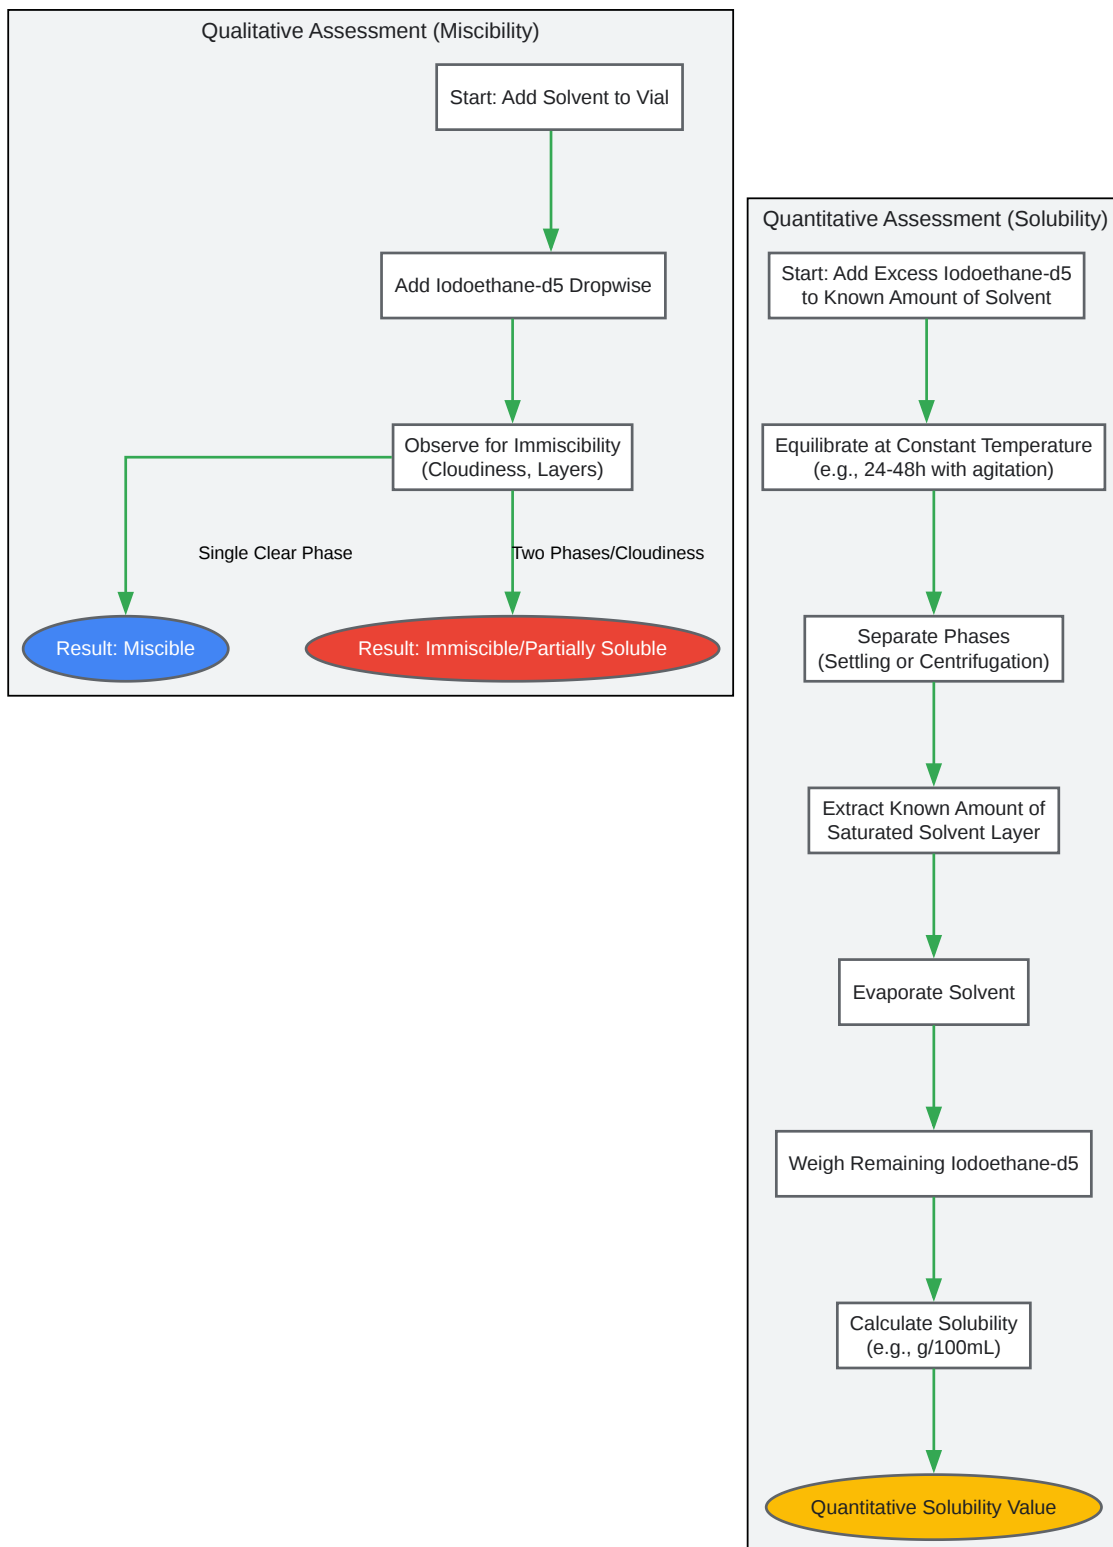 Qualitative Assessment (Miscibility)
Start: Add Solvent to Vial
Add Iodoethane-d5 Dropwise
Observe for Immiscibility
(Cloudiness, Layers)
Single Clear Phase
Two Phases/Cloudiness
Result: Miscible
Result: Immiscible/Partially Soluble
Quantitative Assessment (Solubility)
Start: Add Excess Iodoethane-d5
to Known Amount of Solvent
Equilibrate at Constant Temperature
(e.g., 24-48h with agitation)
Separate Phases
(Settling or Centrifugation)
Extract Known Amount of
Saturated Solvent Layer
Evaporate Solvent
Weigh Remaining Iodoethane-d5
Calculate Solubility
(e.g., g/100mL)
Quantitative Solubility Value